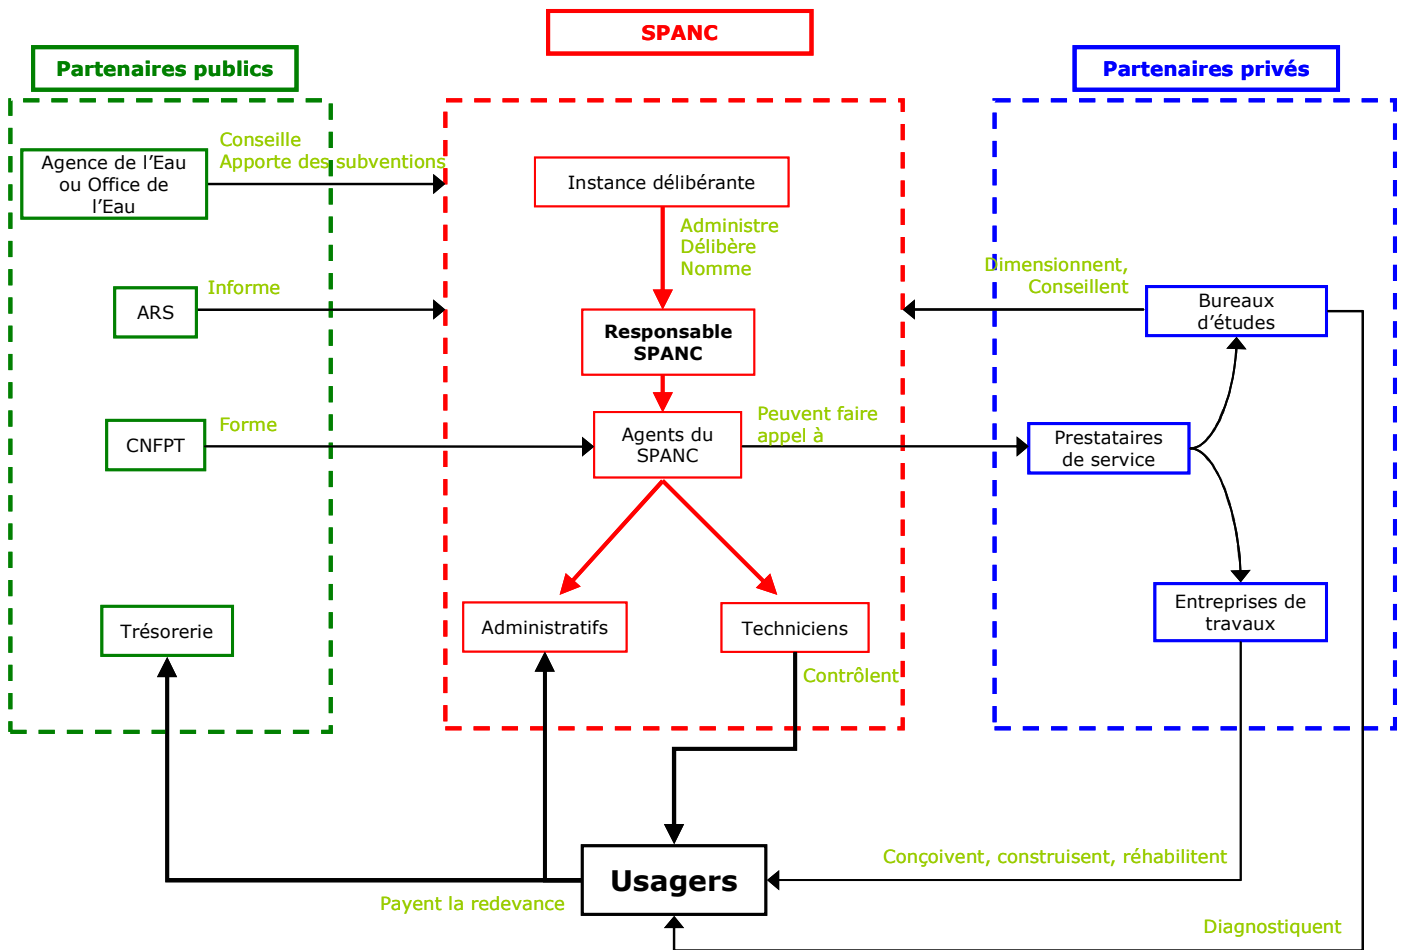 SPANC
Partenaires publics
Partenaires privés
Conseille
Apporte des subventions
Agence de l'Eau
ou Office de
l'Eau
Instance délibérante
Administre
Délibère
Nomme
Dimensionnent,
Conseillent
Informe
ARS
Responsable
SPANC
Bureaux
d'études
Forme
CNFPT
Agents du
SPANC
Peuvent faire
appel à
Prestataires
de service
Trésorerie
Administratifs
Techniciens
Entreprises de
travaux
Contrôlent
Usagers
Conçoivent, construisent, réhabilitent
Payent la redevance
Diagnostiquent